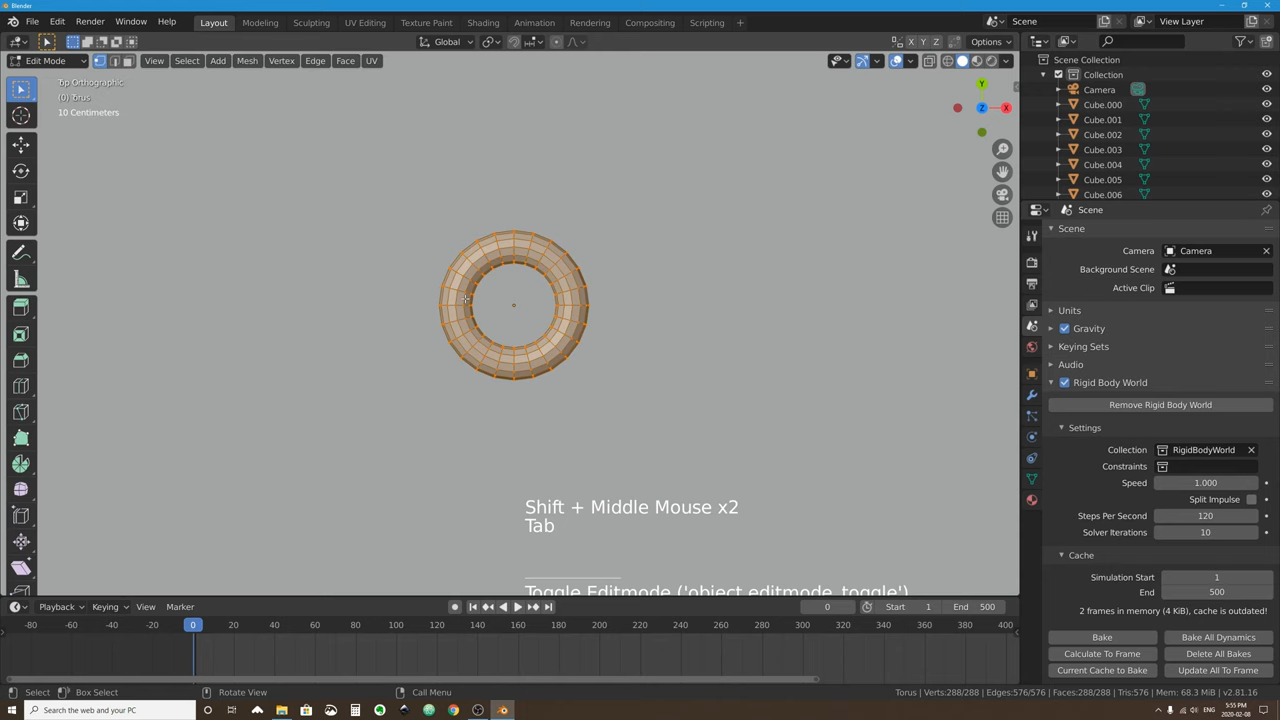 Blender
File Edit Render Window Help Layout Modeling Sculpting UV Editing Texture Paint Shading Animation Rendering Compositing Scripting + Scene View Layer
Global Options
Edit Mode View Select Add Mesh Vertex Edge Face UV
Top Orthographic
(0) Torus
10 Centimeters
Y
Z X
Scene Collection
Collection
Camera
Cube.000
Cube.001
Cube.002
Cube.003
Cube.004
Cube.005
Cube.006
Scene
Scene
Camera Camera
Background Scene
Active Clip
Units
Gravity
Keying Sets
Audio
Rigid Body World
Remove Rigid Body World
Settings
Collection RigidBodyWorld
Constraints
Speed 1.000
Split Impulse
Steps Per Second 120
Solver Iterations 10
Cache
Simulation Start 1
End 500
2 frames in memory (4 KiB), cache is outdated!
Bake Bake All Dynamics
Calculate To Frame Delete All Bakes
Current Cache to Bake Update All To Frame
Shift + Middle Mouse x2
Tab
Toggle Editmode ('object.editmode_toggle')
Playback Keying View Marker 0 Start 1 End 500
-80 -60 -40 -20 0 20 40 60 80 100 120 140 160 180 200 220 240 260 280 300 320 340 360 380 400
Select Box Select Rotate View Call Menu Torus | Verts:288/288 | Edges:576/576 | Faces:288/288 | Tris:576 | Mem: 68.3 MiB | v2.81.16
Search the web and your PC
5:55 PM
2020-02-08